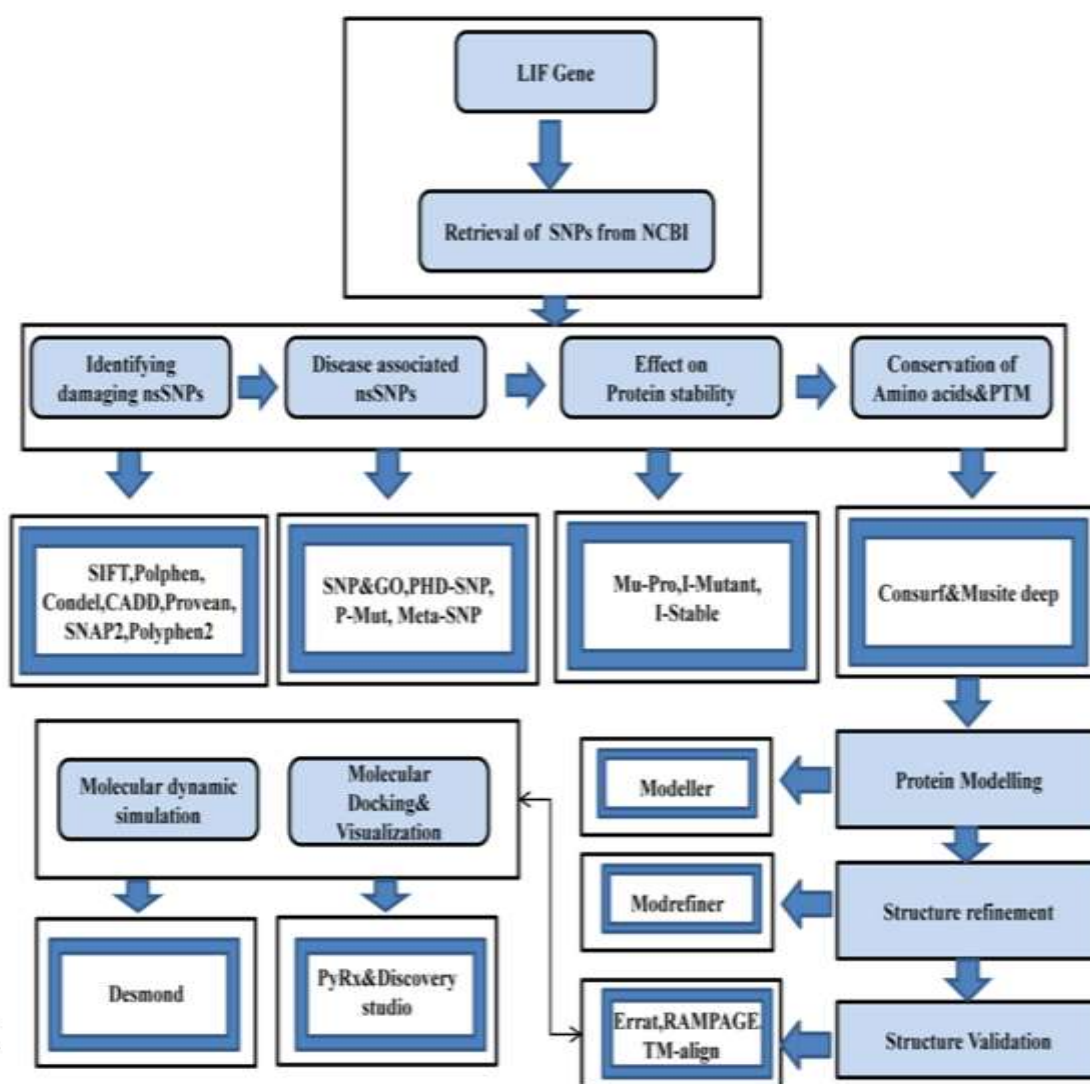 LIF Gene
Retrieval of SNPs from NCBI
Identifying
damaging nsSNPs
Disease associated
nsSNPs
Effect on
Protein stability
Conservation of
Amino acids&PTM
SIFT,Polphen,
Condel,CADD,Provean,
SNAP2,Polyphen2
SNP&GO,PHD-SNP,
P-Mut, Meta-SNP
Mu-Pro,I-Mutant,
I-Stable
Consurf&Musite deep
Molecular dynamic
simulation
Molecular
Docking&
Visualization
Modeller
Protein Modelling
Modrefiner
Structure refinement
Desmond
PyRx&Discovery
studio
Errat,RAMPAGE
TM-align
Structure Validation